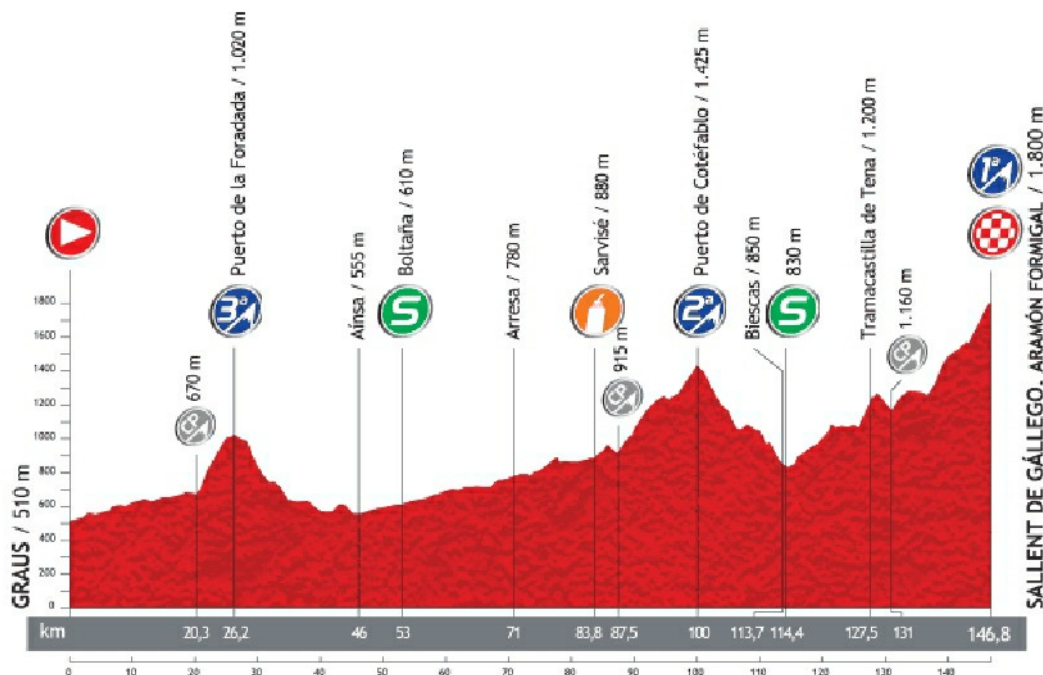 GRAUS / 510 m
670 m
CP
Puerto de la Foradada / 1.020 m
3ª
Aínsa / 555 m
Boltaña / 610 m
S
Arresa / 780 m
Sarvisé / 880 m
915 m
CP
Puerto de Cotéfablo / 1.425 m
2ª
Biescas / 850 m
830 m
S
Tramacastilla de Tena / 1.200 m
1.160 m
CP
1ª
SALLENT DE GÁLLEGO. ARAMÓN FORMIGAL / 1.800 m
1800
1600
1400
1200
1000
800
600
400
200
0
km 20,3 26,2 46 53 71 83,8 87,5 100 113,7 114,4 127,5 131 146,8
0 10 20 30 40 50 60 70 80 90 100 110 120 130 140